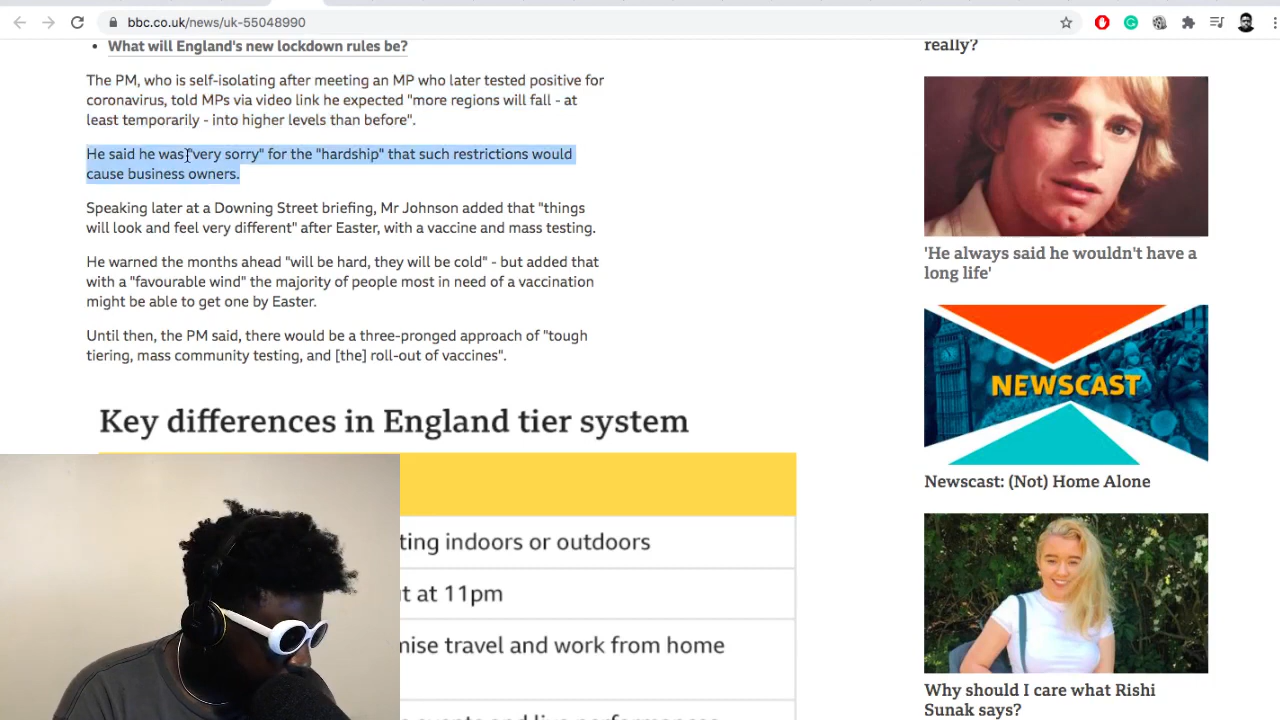 bbc.co.uk/news/uk-55048990
What will England's new lockdown rules be?
The PM, who is self-isolating after meeting an MP who later tested positive for
coronavirus, told MPs via video link he expected "more regions will fall - at
least temporarily - into higher levels than before".
He said he was "very sorry" for the "hardship" that such restrictions would
cause business owners.
Speaking later at a Downing Street briefing, Mr Johnson added that "things
will look and feel very different" after Easter, with a vaccine and mass testing.
He warned the months ahead "will be hard, they will be cold" - but added that
with a "favourable wind" the majority of people most in need of a vaccination
might be able to get one by Easter.
Until then, the PM said, there would be a three-pronged approach of "tough
tiering, mass community testing, and [the] roll-out of vaccines".
Key differences in England tier system
ting indoors or outdoors
t at 11pm
mise travel and work from home
really?
'He always said he wouldn't have a
long life'
NEWSCAST
Newscast: (Not) Home Alone
Why should I care what Rishi
Sunak says?